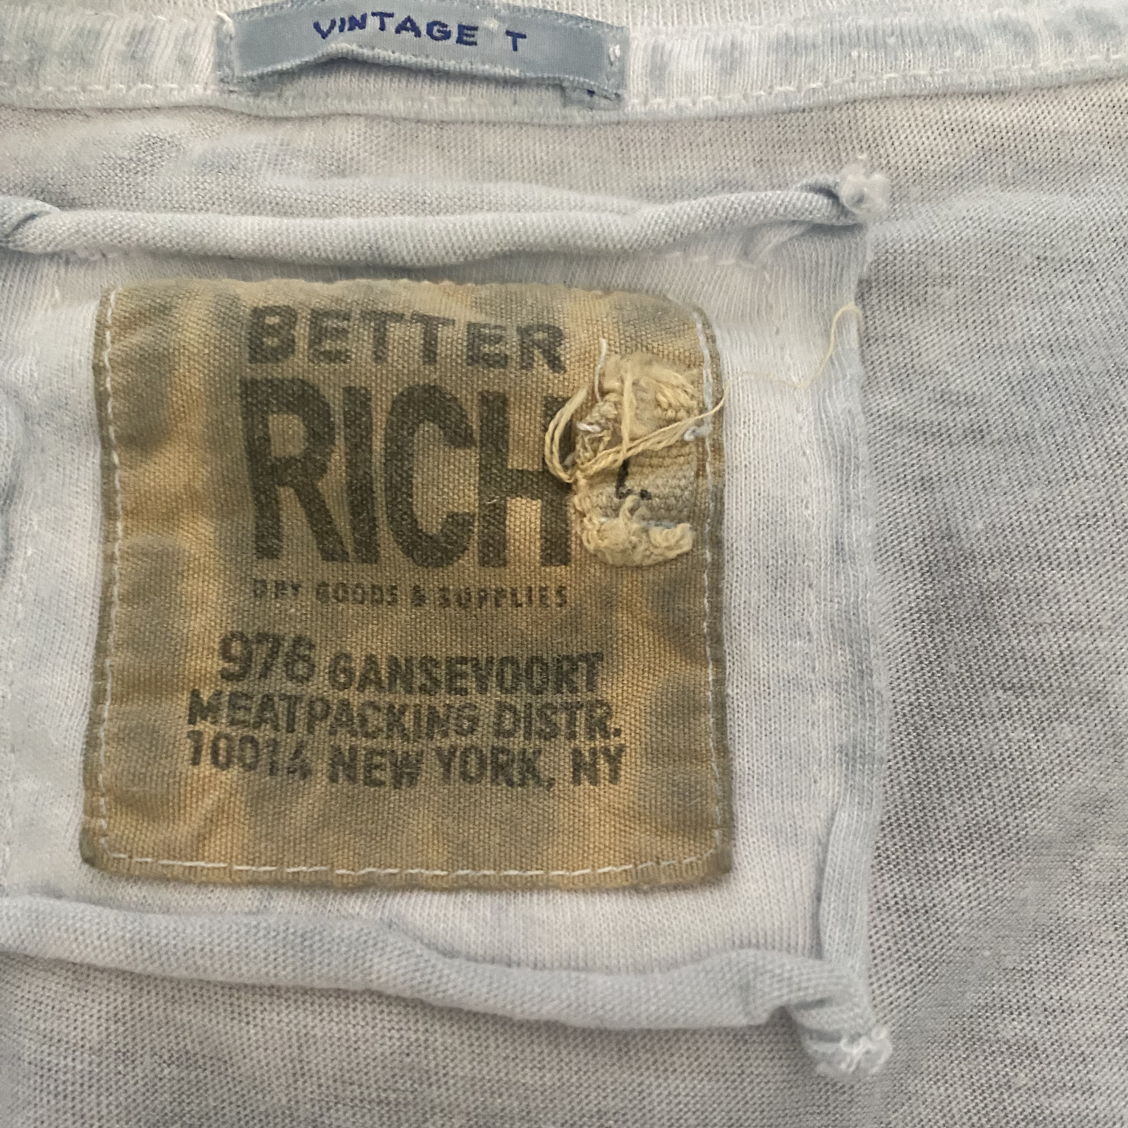 VINTAGE T
BETTER
RICH
L
DRY GOODS & SUPPLIES
976 GANSEVOORT
MEATPACKING DISTR.
10014 NEW YORK, NY